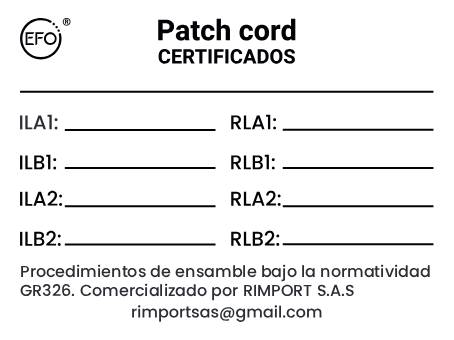 EFO ®
Patch cord
CERTIFICADOS
ILA1: RLA1:
ILB1: RLB1:
ILA2: RLA2:
ILB2: RLB2:
Procedimientos de ensamble bajo la normatividad
GR326. Comercializado por RIMPORT S.A.S
rimportsas@gmail.com